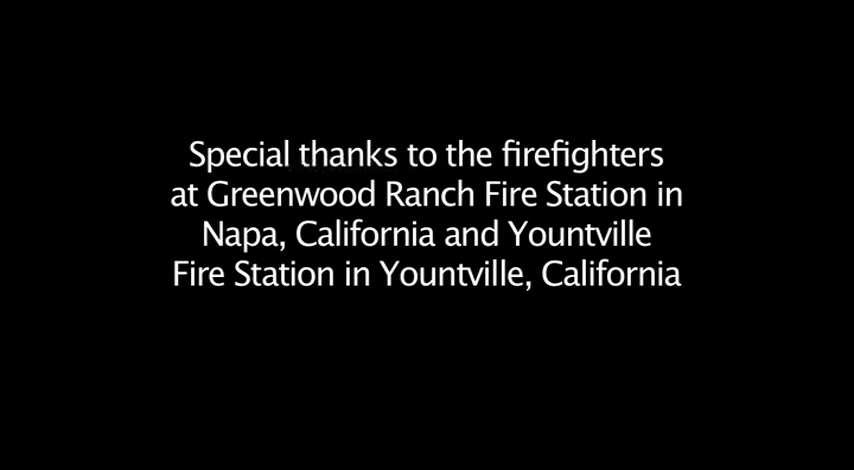 Special thanks to the firefighters
at Greenwood Ranch Fire Station in
Napa, California and Yountville
Fire Station in Yountville, California